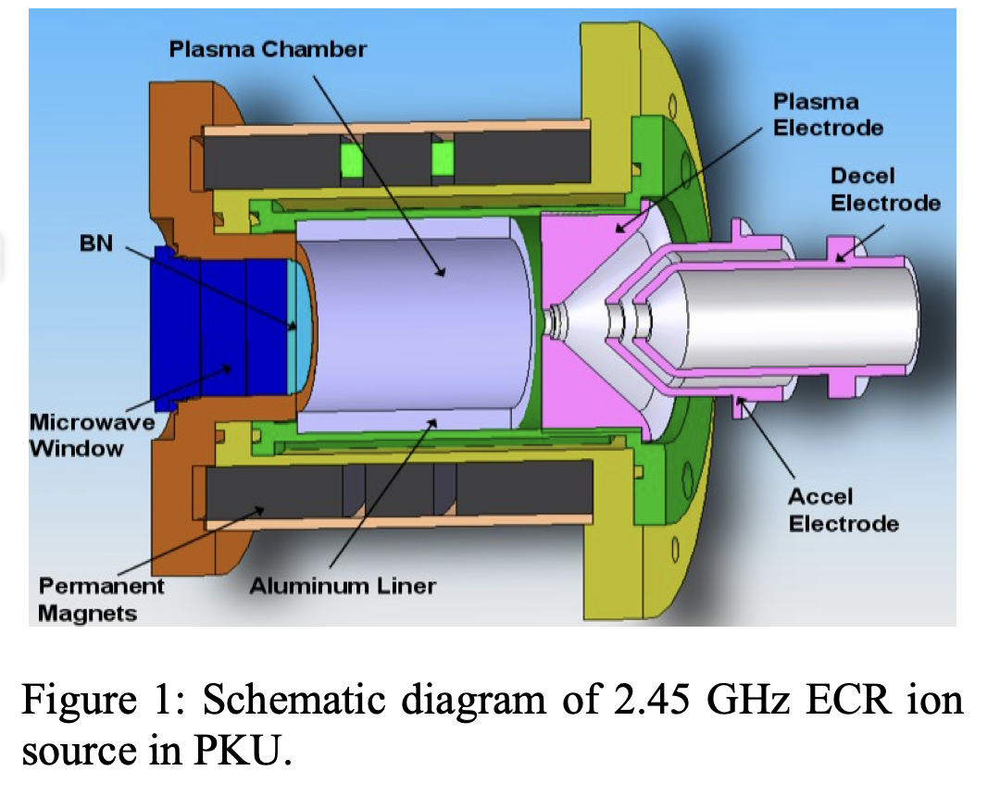 Plasma Chamber
Plasma
Electrode
Decel
Electrode
BN
Microwave
Window
Accel
Electrode
Permanent
Magnets
Aluminum Liner
Figure 1: Schematic diagram of 2.45 GHz ECR ion
source in PKU.